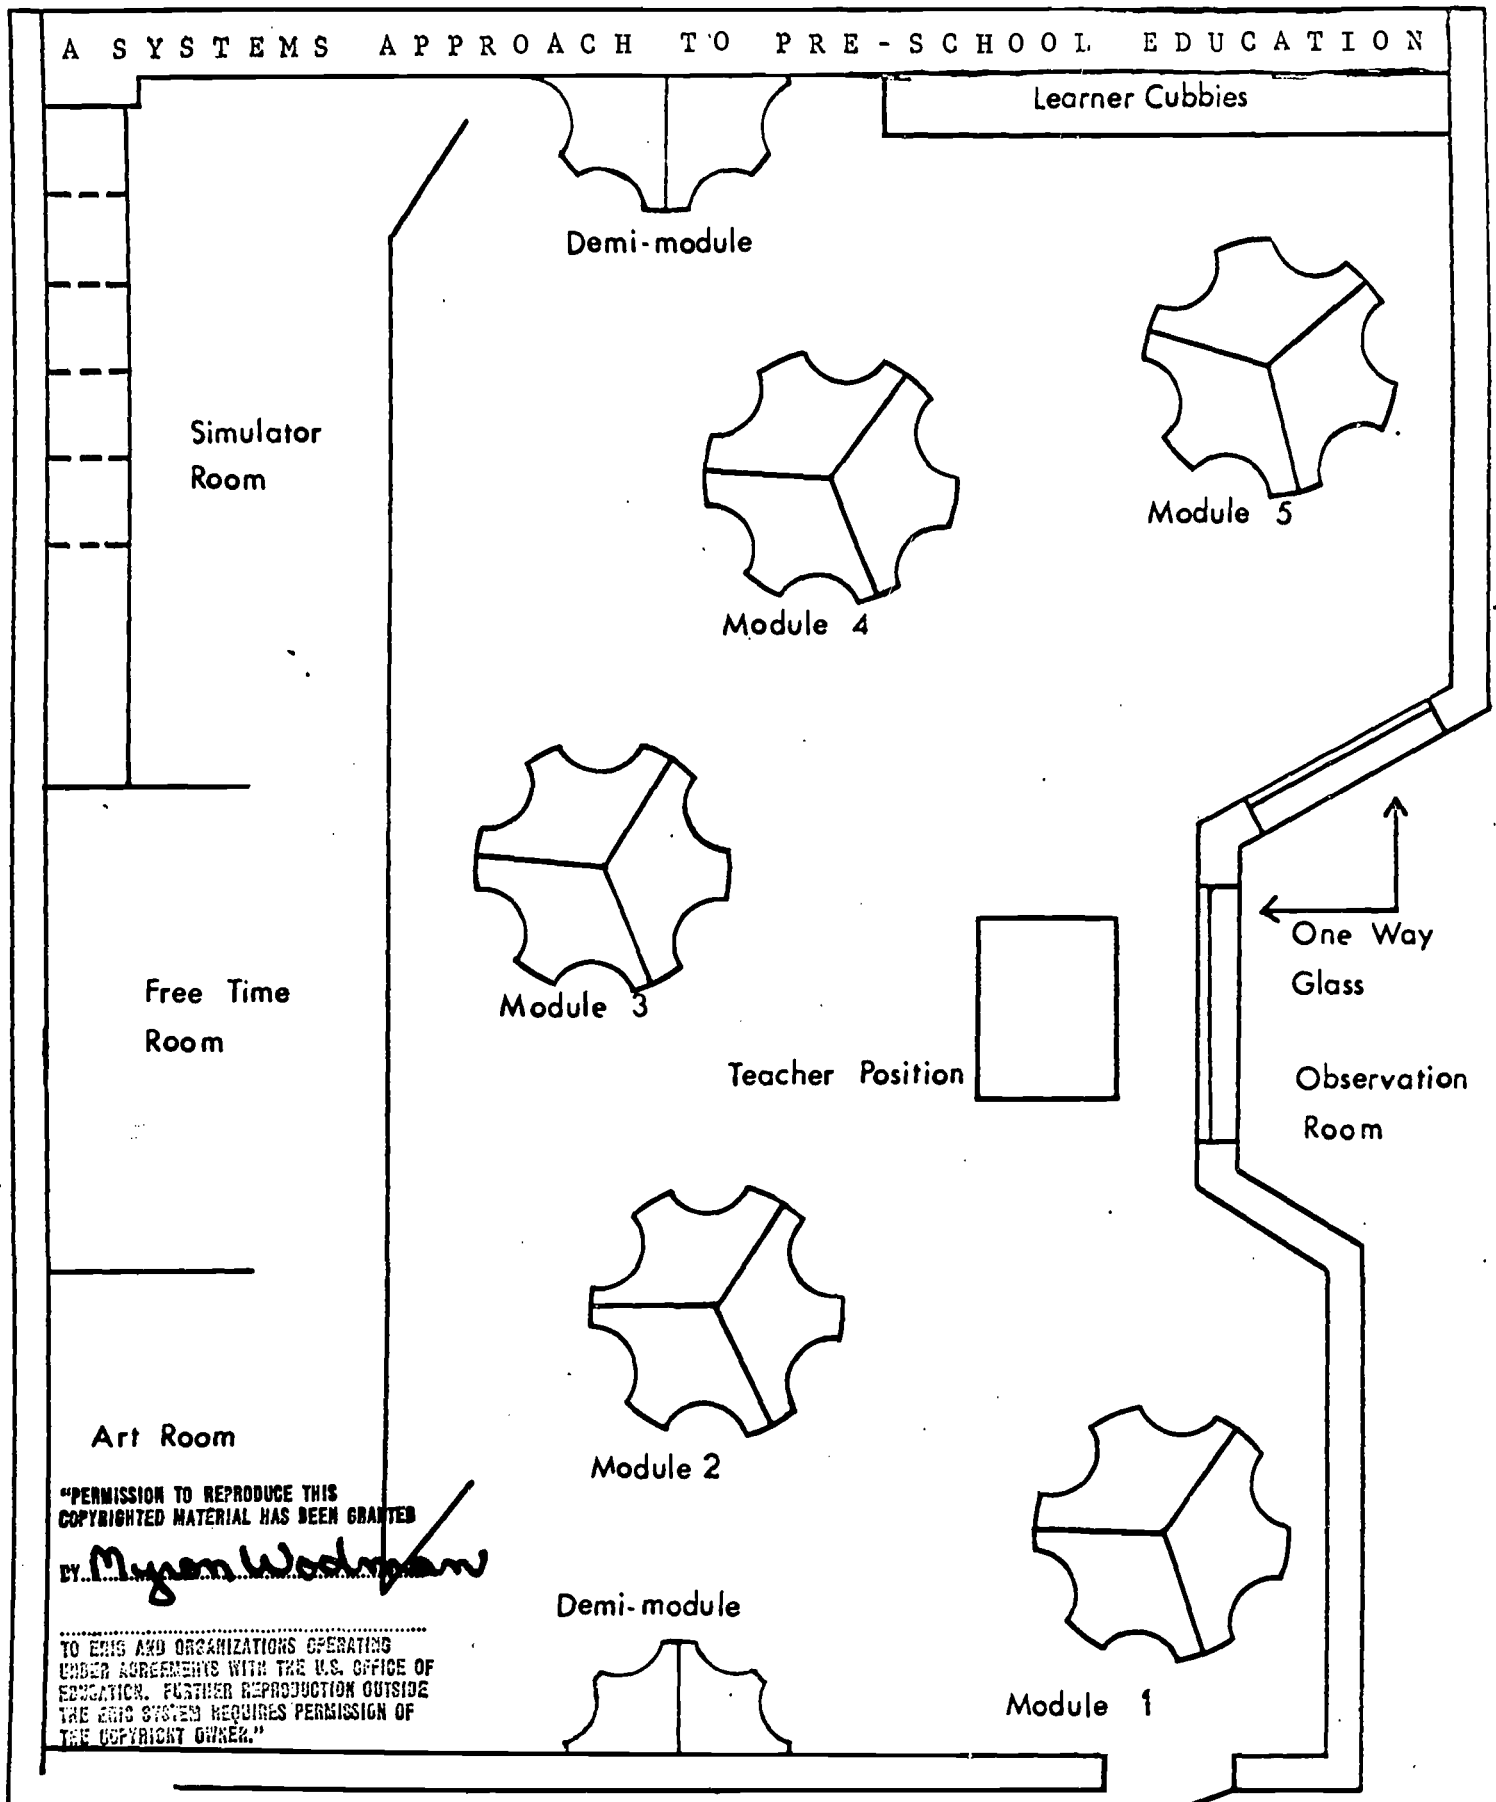 A SYSTEMS APPROACH TO PRE-SCHOOL EDUCATION
Learner Cubbies
Demi-module
Simulator
Room
Module 5
Module 4
One Way
Glass
Free Time
Room
Module 3
Teacher Position
Observation
Room
Art Room
Module 2
"PERMISSION TO REPRODUCE THIS
COPYRIGHTED MATERIAL HAS BEEN GRANTED
BY Myron Woolman
Demi-module
TO ERIC AND ORGANIZATIONS OPERATING
UNDER AGREEMENTS WITH THE U.S. OFFICE OF
EDUCATION. FURTHER REPRODUCTION OUTSIDE
THE ERIC SYSTEM REQUIRES PERMISSION OF
THE COPYRIGHT OWNER."
Module 1